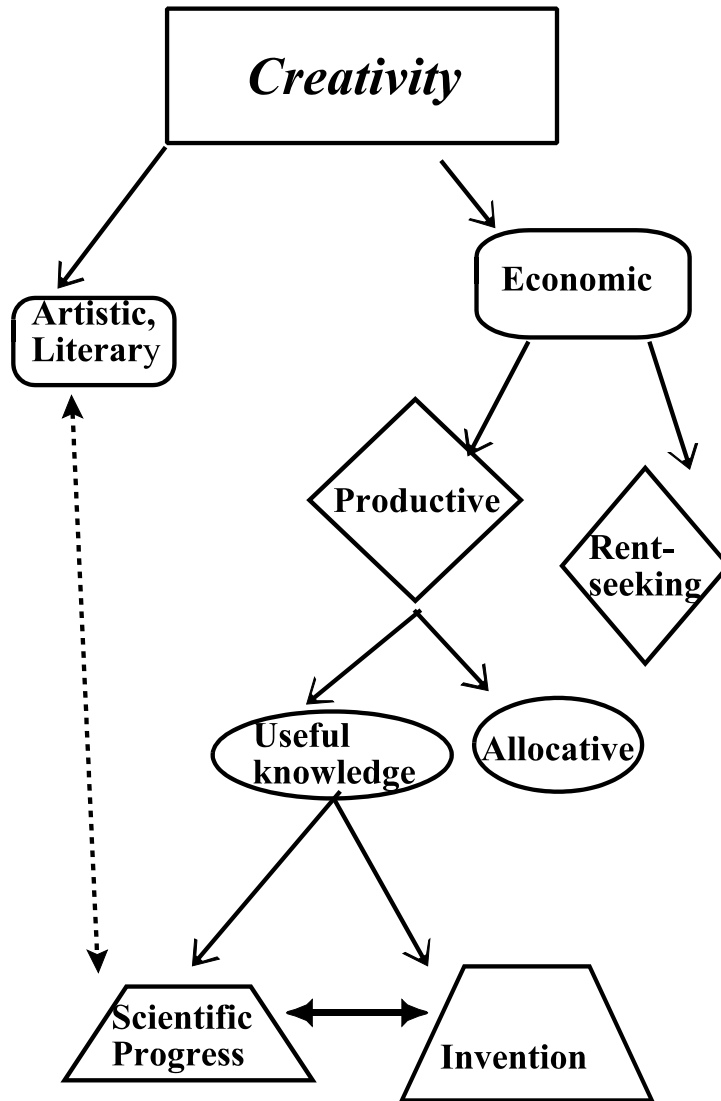 Creativity
Economic
Artistic,
Literary
Productive
Rent-
seeking
Useful
knowledge
Allocative
Scientific
Progress
Invention